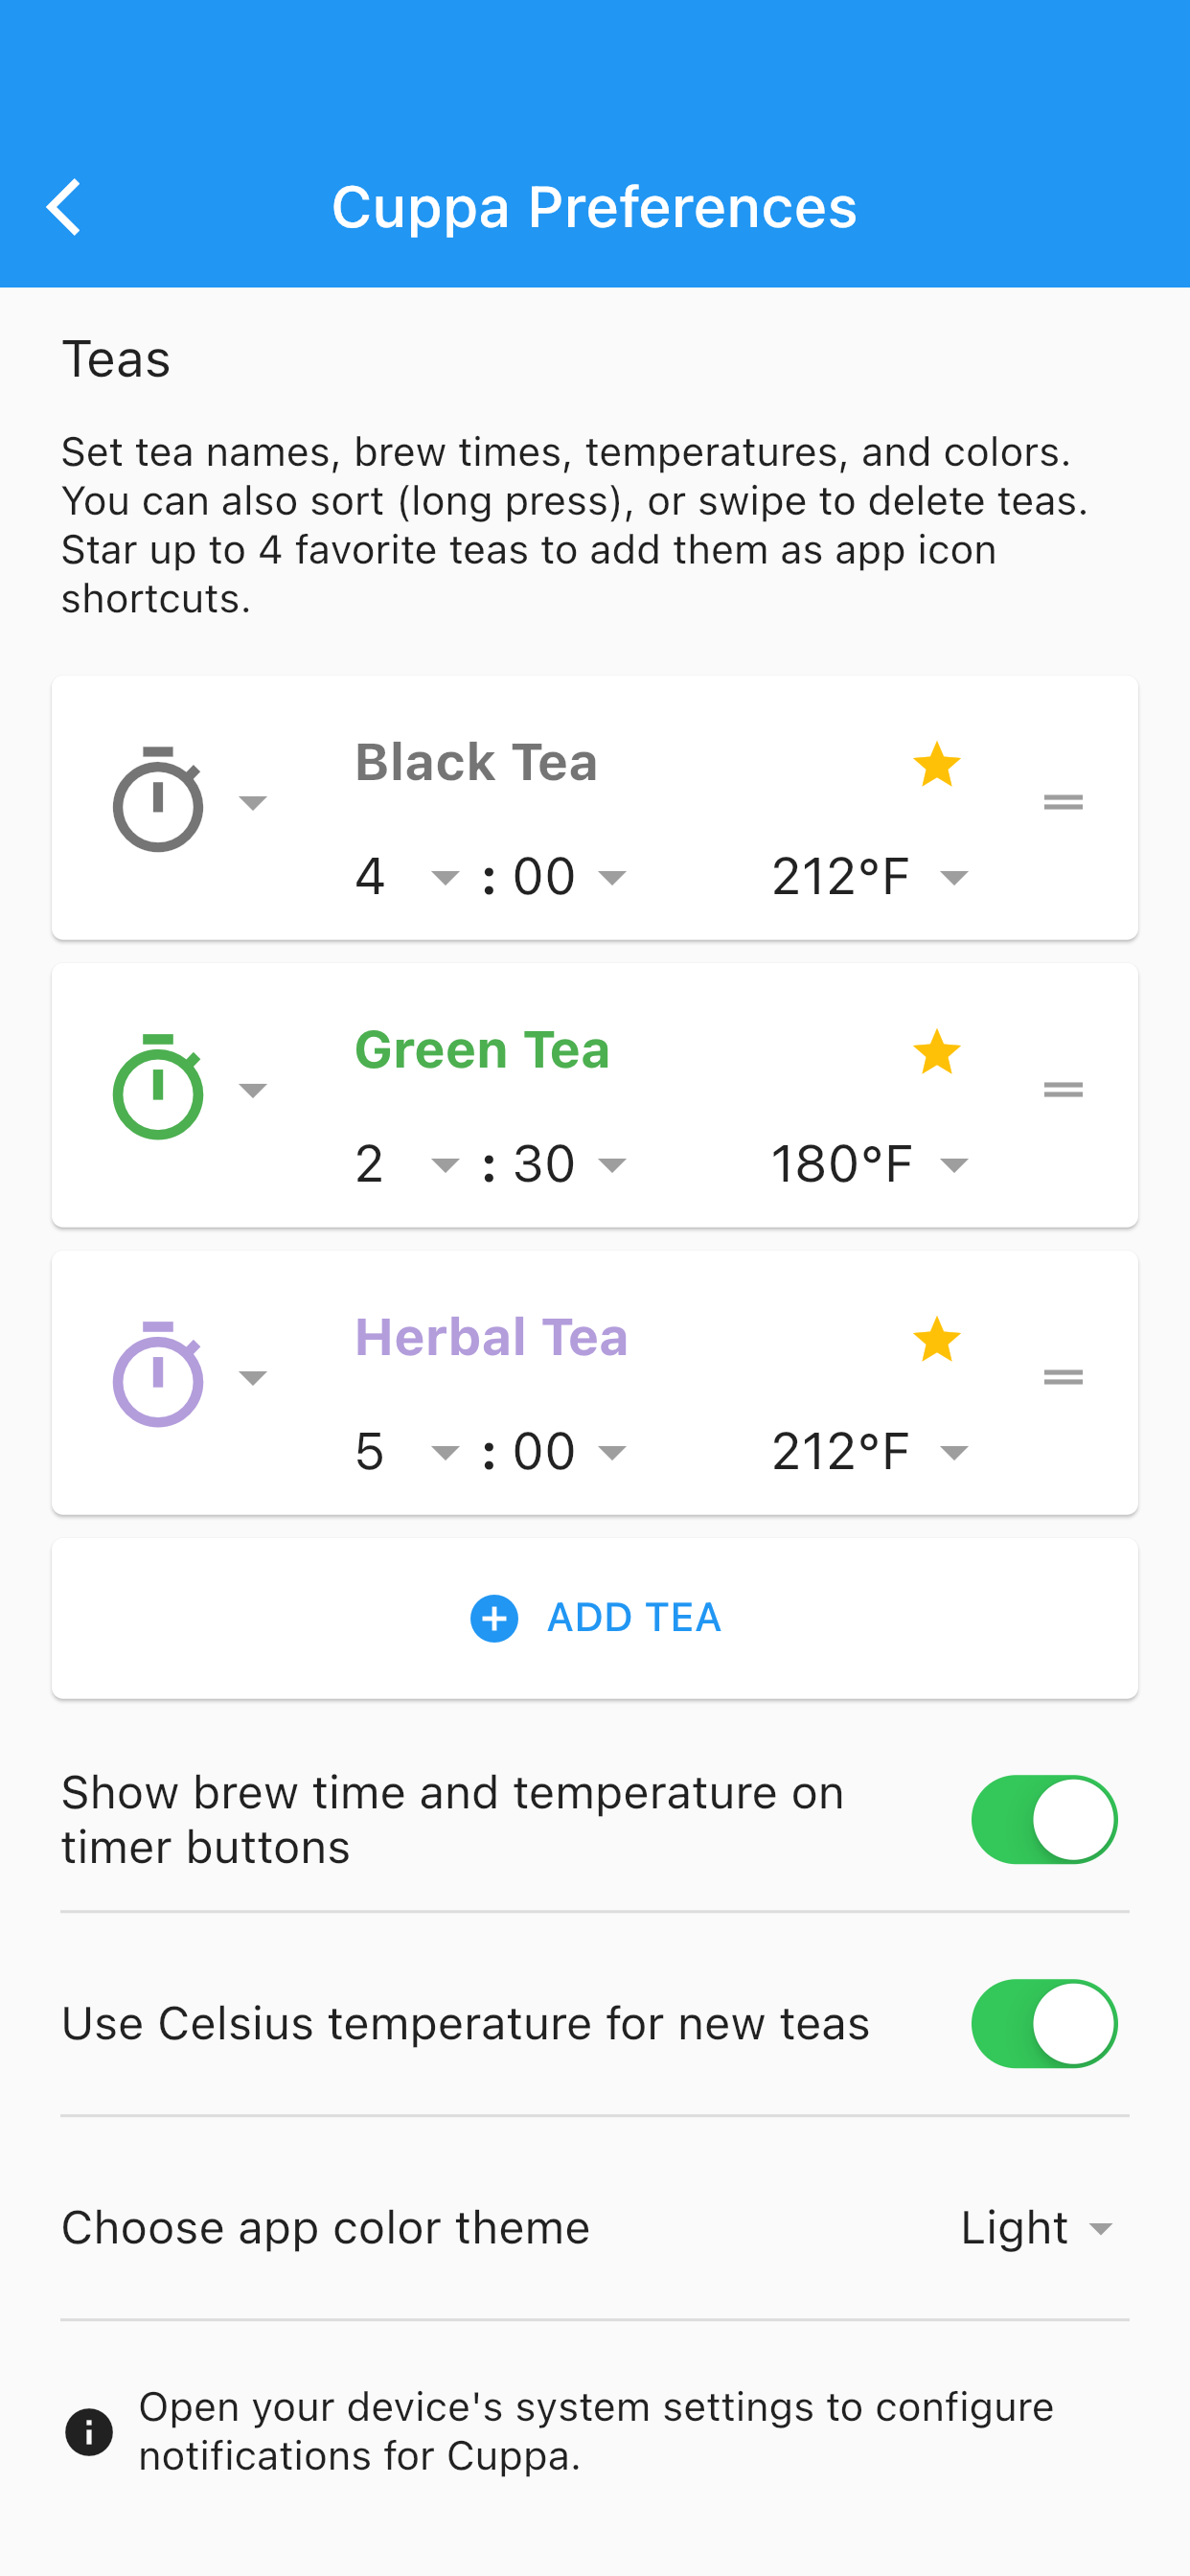 Cuppa Preferences
Teas
Set tea names, brew times, temperatures, and colors.
You can also sort (long press), or swipe to delete teas.
Star up to 4 favorite teas to add them as app icon
shortcuts.
Black Tea
4 : 00 212°F
Green Tea
2 : 30 180°F
Herbal Tea
5 : 00 212°F
ADD TEA
Show brew time and temperature on
timer buttons
Use Celsius temperature for new teas
Choose app color theme Light
Open your device's system settings to configure
notifications for Cuppa.